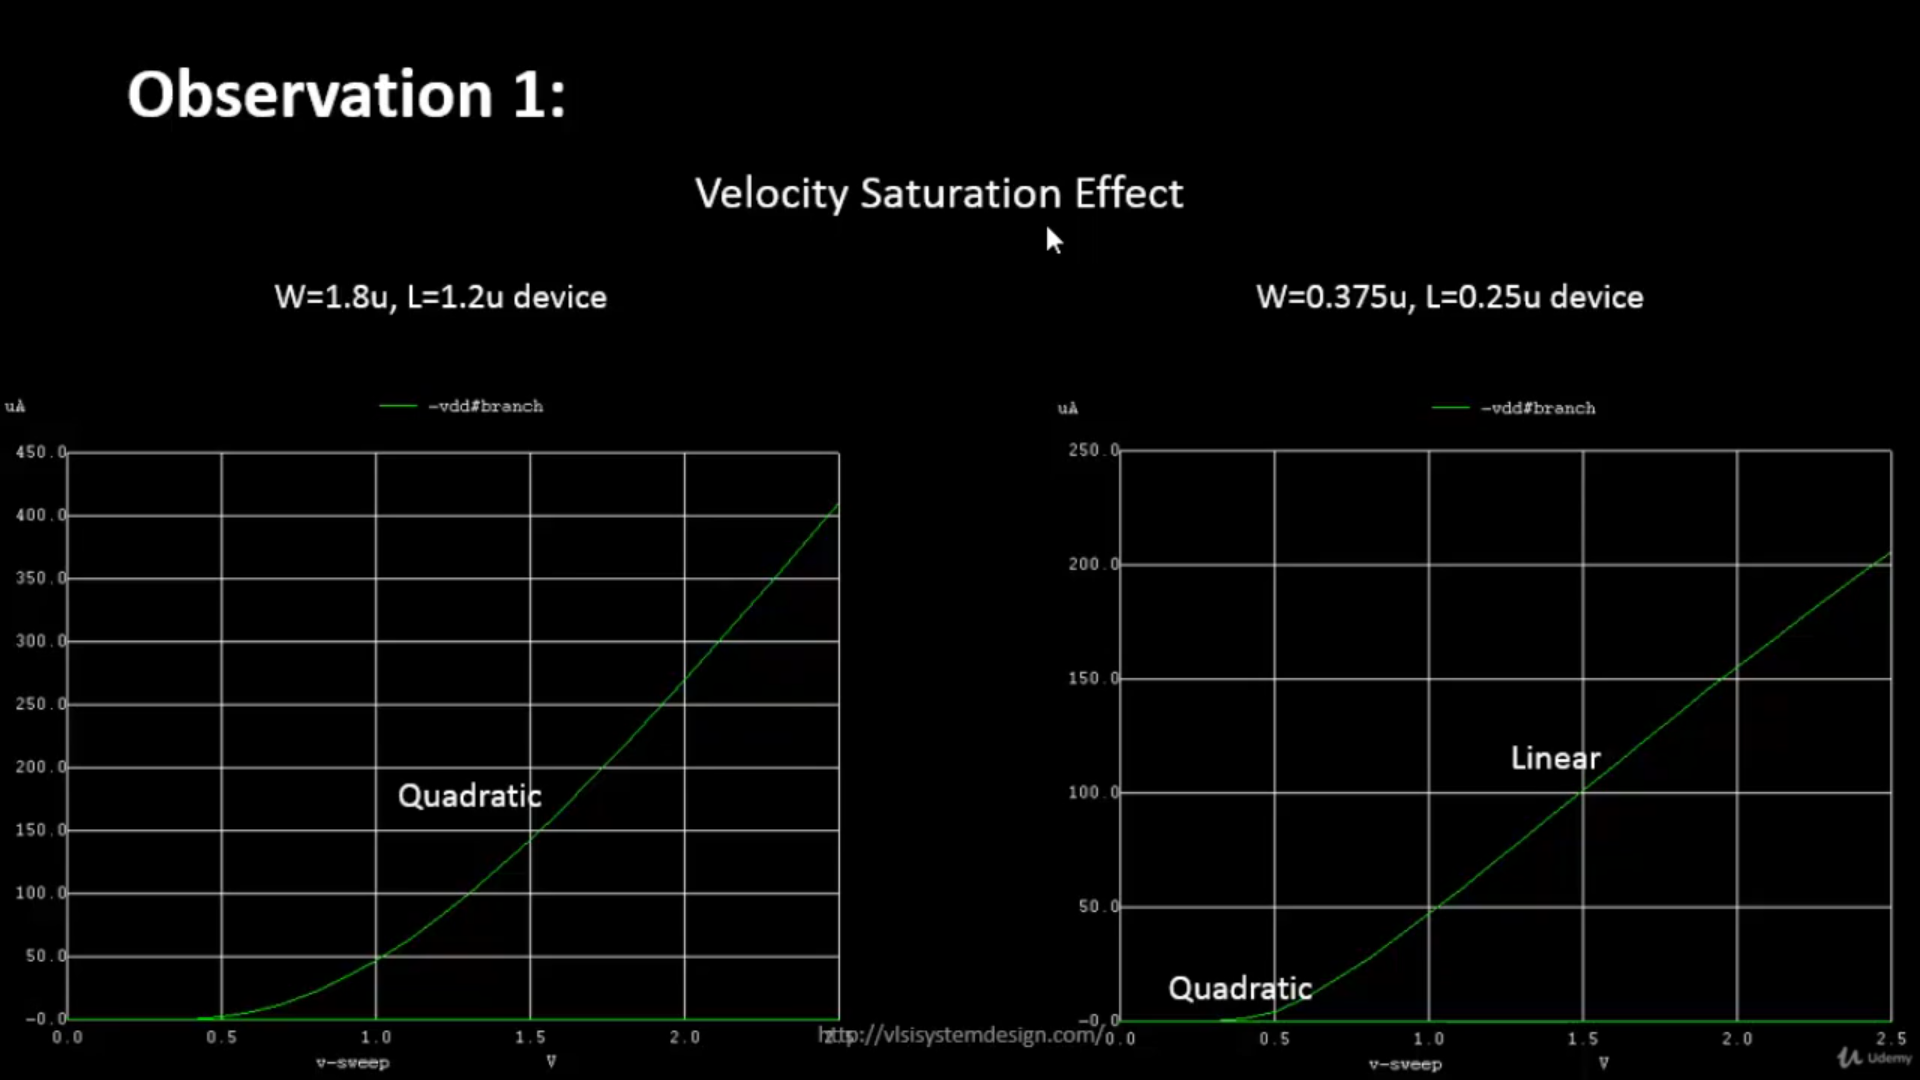 Observation 1:
Velocity Saturation Effect
W=1.8u, L=1.2u device
W=0.375u, L=0.25u device
uA
-vdd#branch
450.0
400.0
350.0
300.0
250.0
200.0
150.0
100.0
50.0
-0.0
Quadratic
0.0 0.5 1.0 1.5 2.0
v-sweep V
uA
-vdd#branch
250.0
200.0
150.0
100.0
50.0
-0.0
Linear
Quadratic
0.0 0.5 1.0 1.5 2.0 2.5
v-sweep V
http://vlsisystemdesign.com/
Udemy